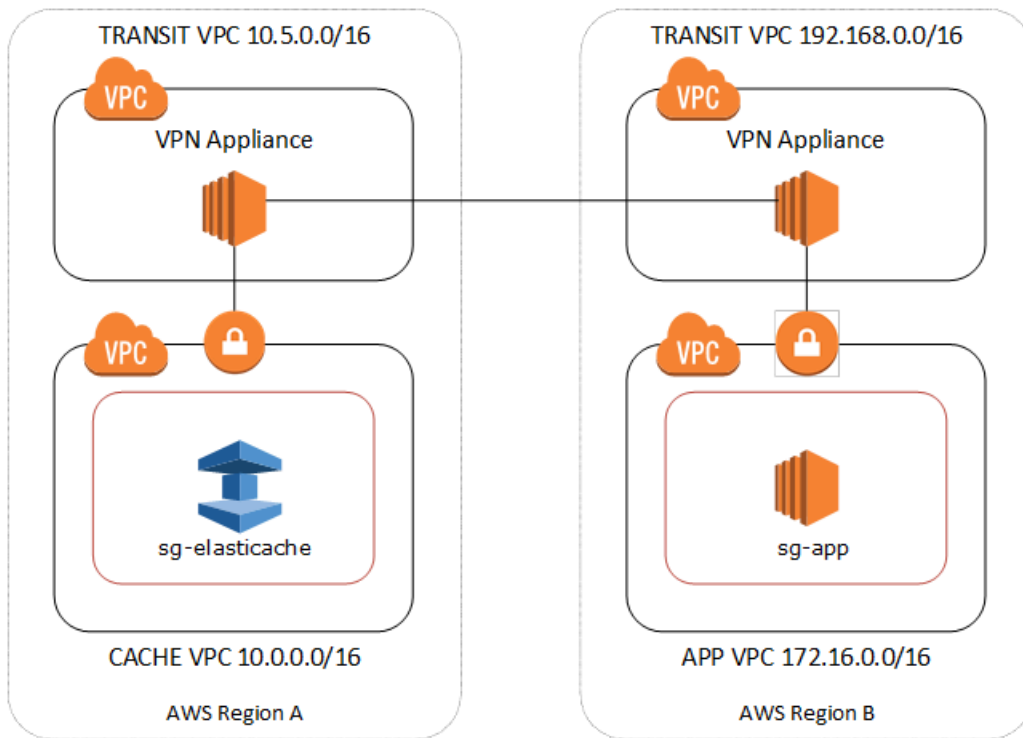 TRANSIT VPC 10.5.0.0/16
VPC
VPN Appliance
VPC
sg-elasticache
CACHE VPC 10.0.0.0/16
AWS Region A
TRANSIT VPC 192.168.0.0/16
VPC
VPN Appliance
VPC
sg-app
APP VPC 172.16.0.0/16
AWS Region B